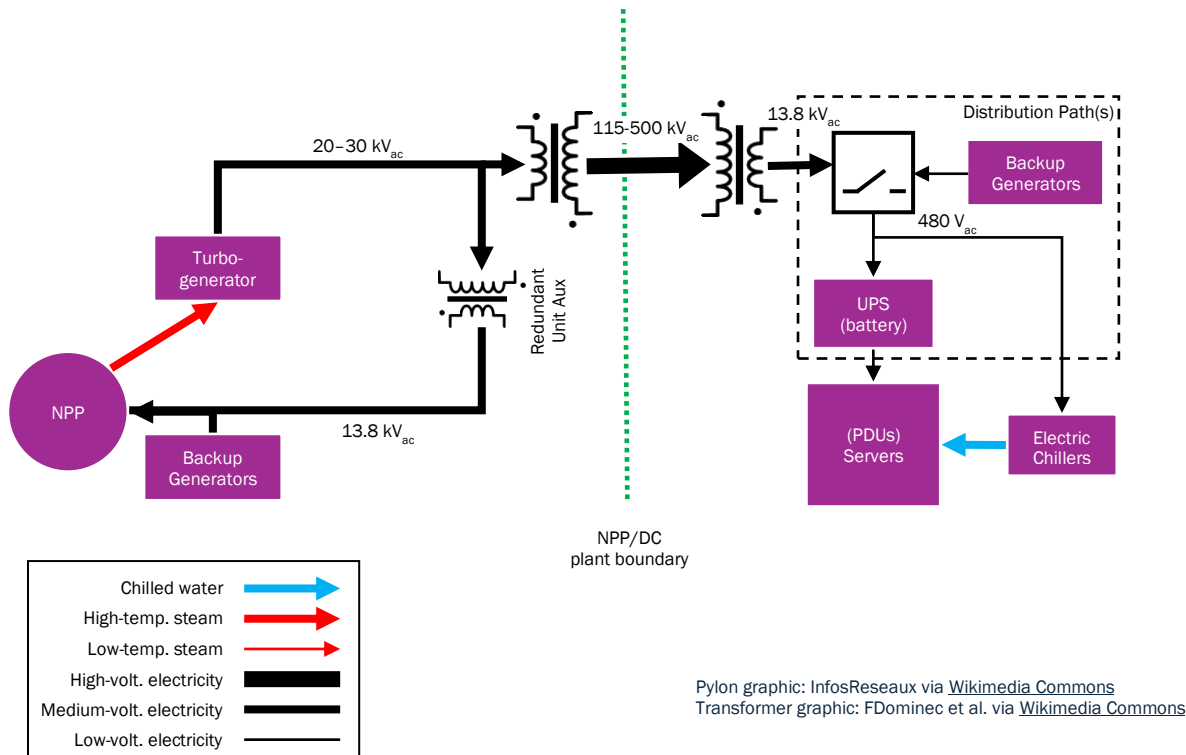 20–30 kVac
115-500 kVac
13.8 kVac
Distribution Path(s)
Backup
Generators
480 Vac
Turbo-
generator
Redundant
Unit Aux
UPS
(battery)
NPP
13.8 kVac
Backup
Generators
(PDUs)
Servers
Electric
Chillers
NPP/DC
plant boundary
Chilled water
High-temp. steam
Low-temp. steam
High-volt. electricity
Medium-volt. electricity
Low-volt. electricity
Pylon graphic: InfosReseaux via Wikimedia Commons
Transformer graphic: FDominec et al. via Wikimedia Commons